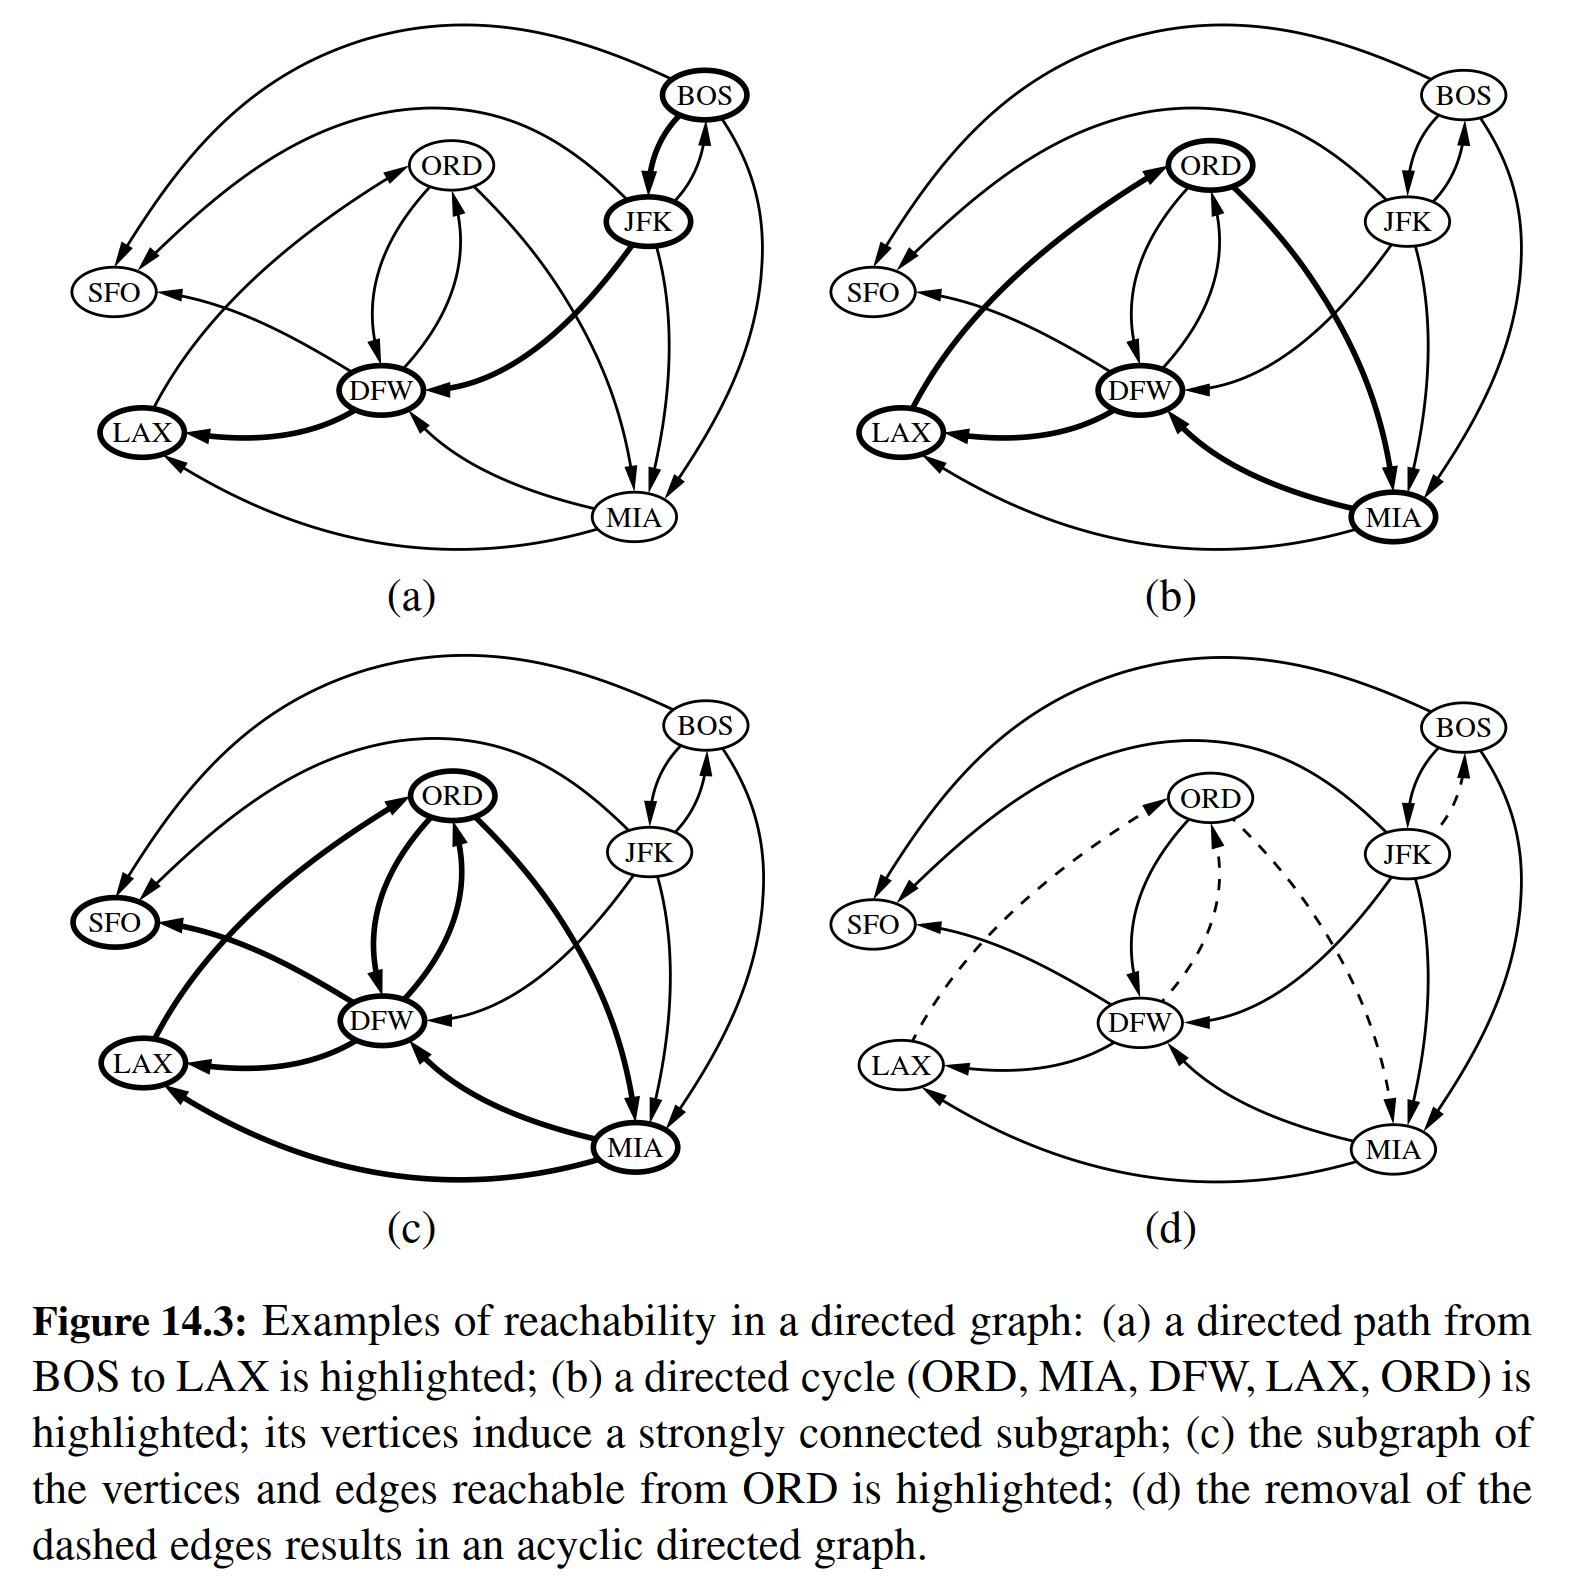 BOS
ORD
JFK
SFO
DFW
LAX
MIA
(a)
BOS
ORD
JFK
SFO
DFW
LAX
MIA
(b)
BOS
ORD
JFK
SFO
DFW
LAX
MIA
(c)
BOS
ORD
JFK
SFO
DFW
LAX
MIA
(d)
Figure 14.3: Examples of reachability in a directed graph: (a) a directed path from
BOS to LAX is highlighted; (b) a directed cycle (ORD, MIA, DFW, LAX, ORD) is
highlighted; its vertices induce a strongly connected subgraph; (c) the subgraph of
the vertices and edges reachable from ORD is highlighted; (d) the removal of the
dashed edges results in an acyclic directed graph.